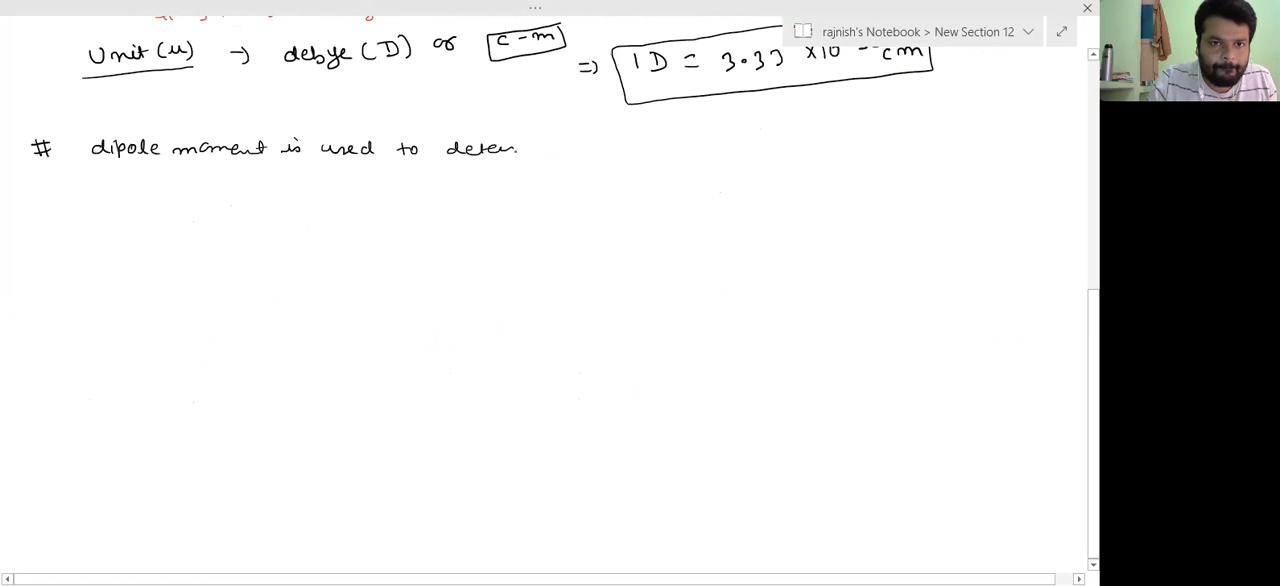 rajnish's Notebook > New Section 12
Unit (μ) → debye (D) or C-m ⇒ 1 D = 3.33 ×10 cm
# dipole moment is used to deter